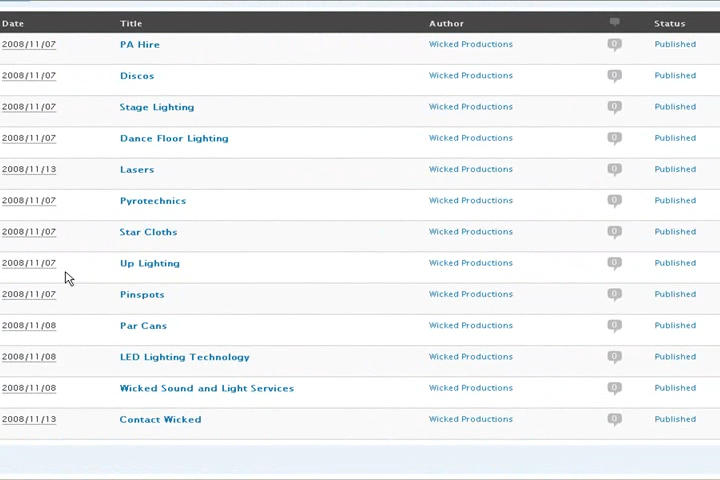 Date Title Author Status
2008/11/07 PA Hire Wicked Productions 0 Published
2008/11/07 Discos Wicked Productions 0 Published
2008/11/07 Stage Lighting Wicked Productions 0 Published
2008/11/07 Dance Floor Lighting Wicked Productions 0 Published
2008/11/13 Lasers Wicked Productions 0 Published
2008/11/07 Pyrotechnics Wicked Productions 0 Published
2008/11/07 Star Cloths Wicked Productions 0 Published
2008/11/07 Up Lighting Wicked Productions 0 Published
2008/11/07 Pinspots Wicked Productions 0 Published
2008/11/08 Par Cans Wicked Productions 0 Published
2008/11/08 LED Lighting Technology Wicked Productions 0 Published
2008/11/08 Wicked Sound and Light Services Wicked Productions 0 Published
2008/11/13 Contact Wicked Wicked Productions 0 Published